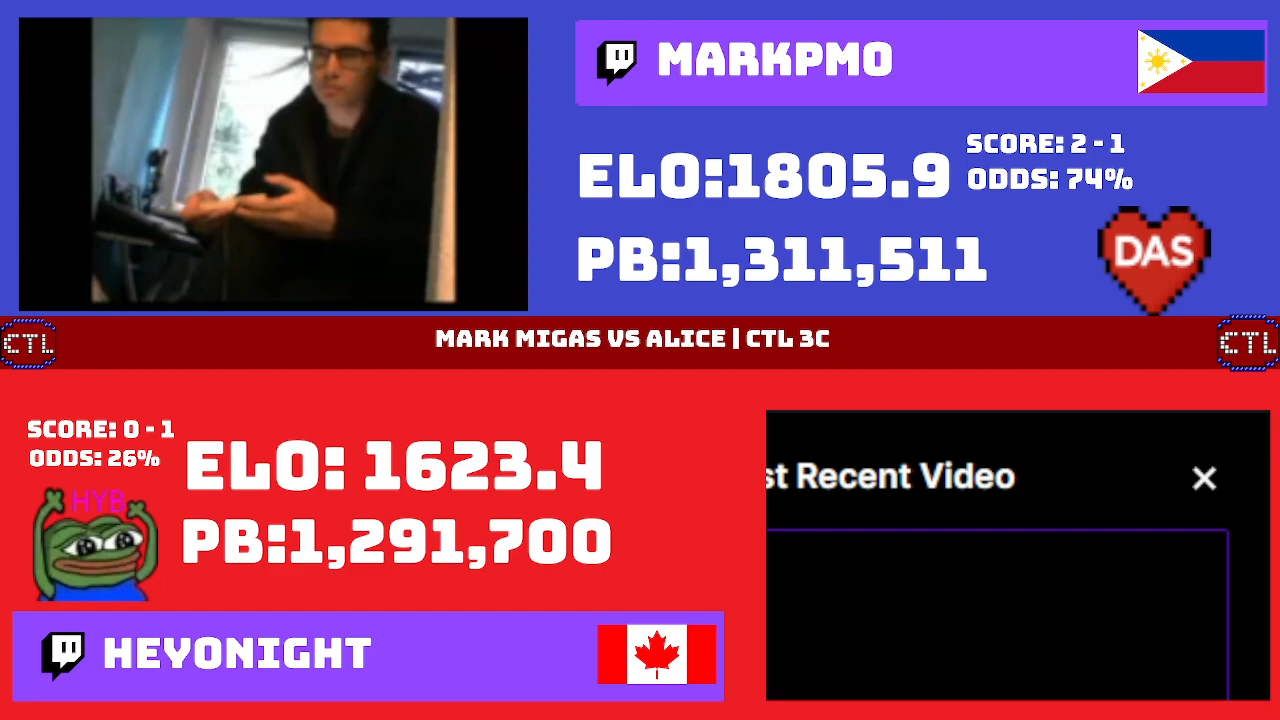 MARKPMO
SCORE: 2 - 1
ELO:1805.9
ODDS: 74%
PB:1,311,511
DAS
CTL
MARK MIGAS VS ALICE | CTL 3C
CTL
SCORE: 0 - 1
ELO: 1623.4
ODDS: 26%
HYB
PB:1,291,700
st Recent Video
HEYONIGHT